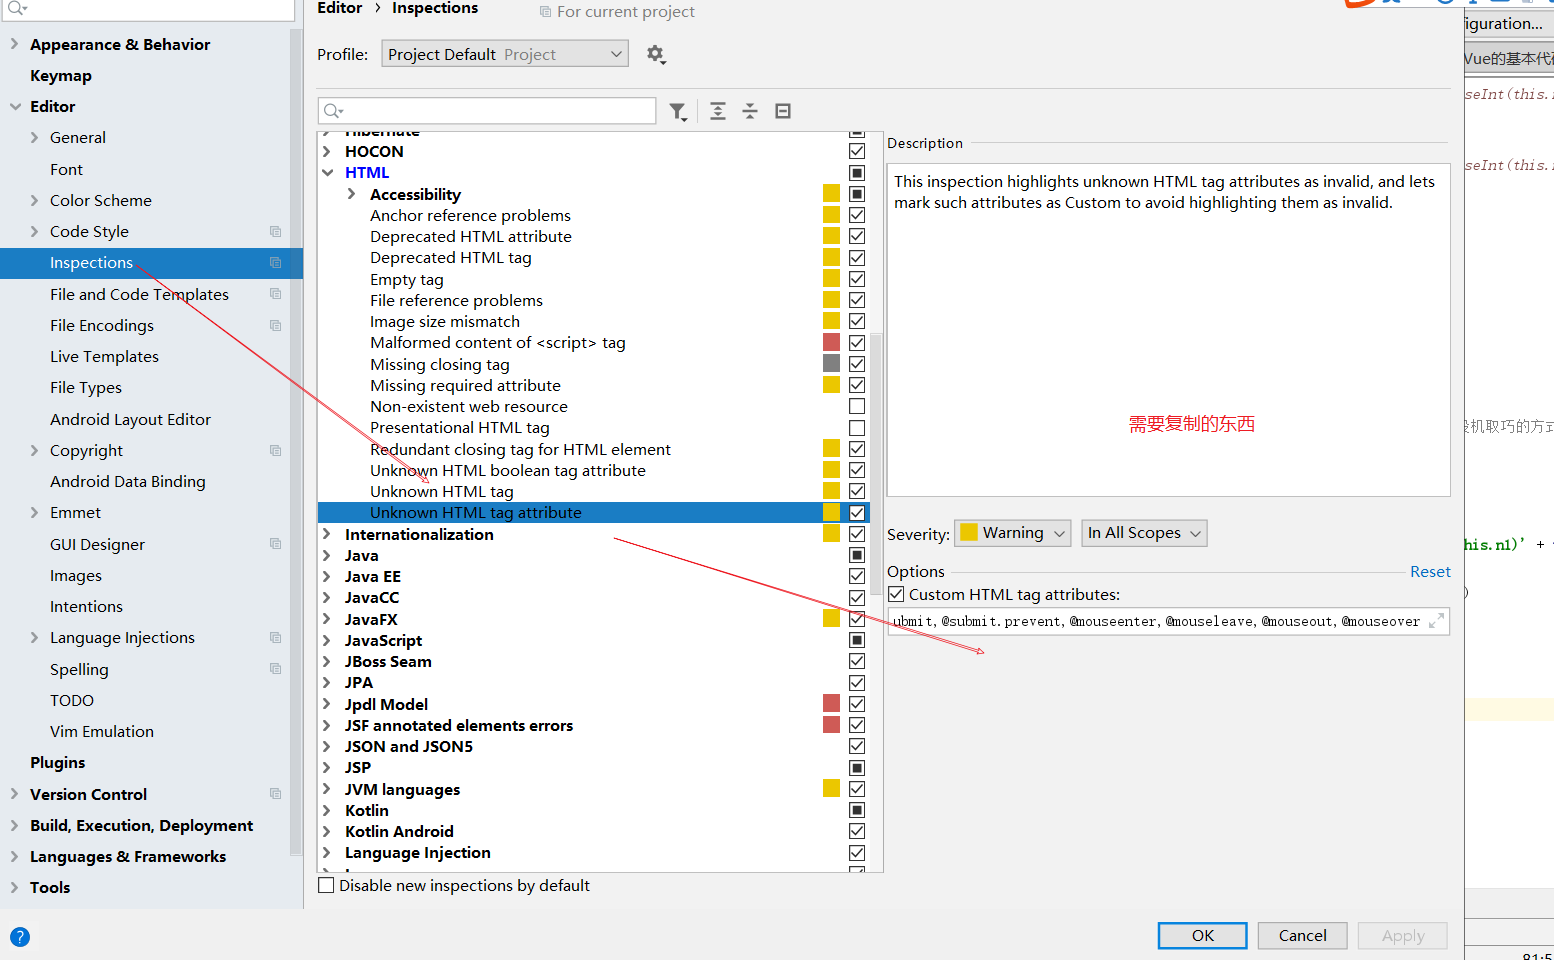 Editor › Inspections
For current project
Profile:
Project Default Project
Appearance & Behavior
Keymap
Editor
General
Font
Color Scheme
Code Style
Inspections
File and Code Templates
File Encodings
Live Templates
File Types
Android Layout Editor
Copyright
Android Data Binding
Emmet
GUI Designer
Images
Intentions
Language Injections
Spelling
TODO
Vim Emulation
Plugins
Version Control
Build, Execution, Deployment
Languages & Frameworks
Tools
Hibernate
HOCON
HTML
Accessibility
Anchor reference problems
Deprecated HTML attribute
Deprecated HTML tag
Empty tag
File reference problems
Image size mismatch
Malformed content of <script> tag
Missing closing tag
Missing required attribute
Non-existent web resource
Presentational HTML tag
Redundant closing tag for HTML element
Unknown HTML boolean tag attribute
Unknown HTML tag
Unknown HTML tag attribute
Internationalization
Java
Java EE
JavaCC
JavaFX
JavaScript
JBoss Seam
JPA
Jpdl Model
JSF annotated elements errors
JSON and JSON5
JSP
JVM languages
Kotlin
Kotlin Android
Language Injection
Disable new inspections by default
Description
This inspection highlights unknown HTML tag attributes as invalid, and lets
mark such attributes as Custom to avoid highlighting them as invalid.
需要复制的东西
Severity:
Warning
In All Scopes
Options
Reset
Custom HTML tag attributes:
ubmit,@submit.prevent,@mouseenter,@mouseleave,@mouseout,@mouseover
OK
Cancel
Apply
?
figuration...
Vue的基本代
seInt(this.
seInt(this.
机取巧的方式
his.n1)' +
)
81:5